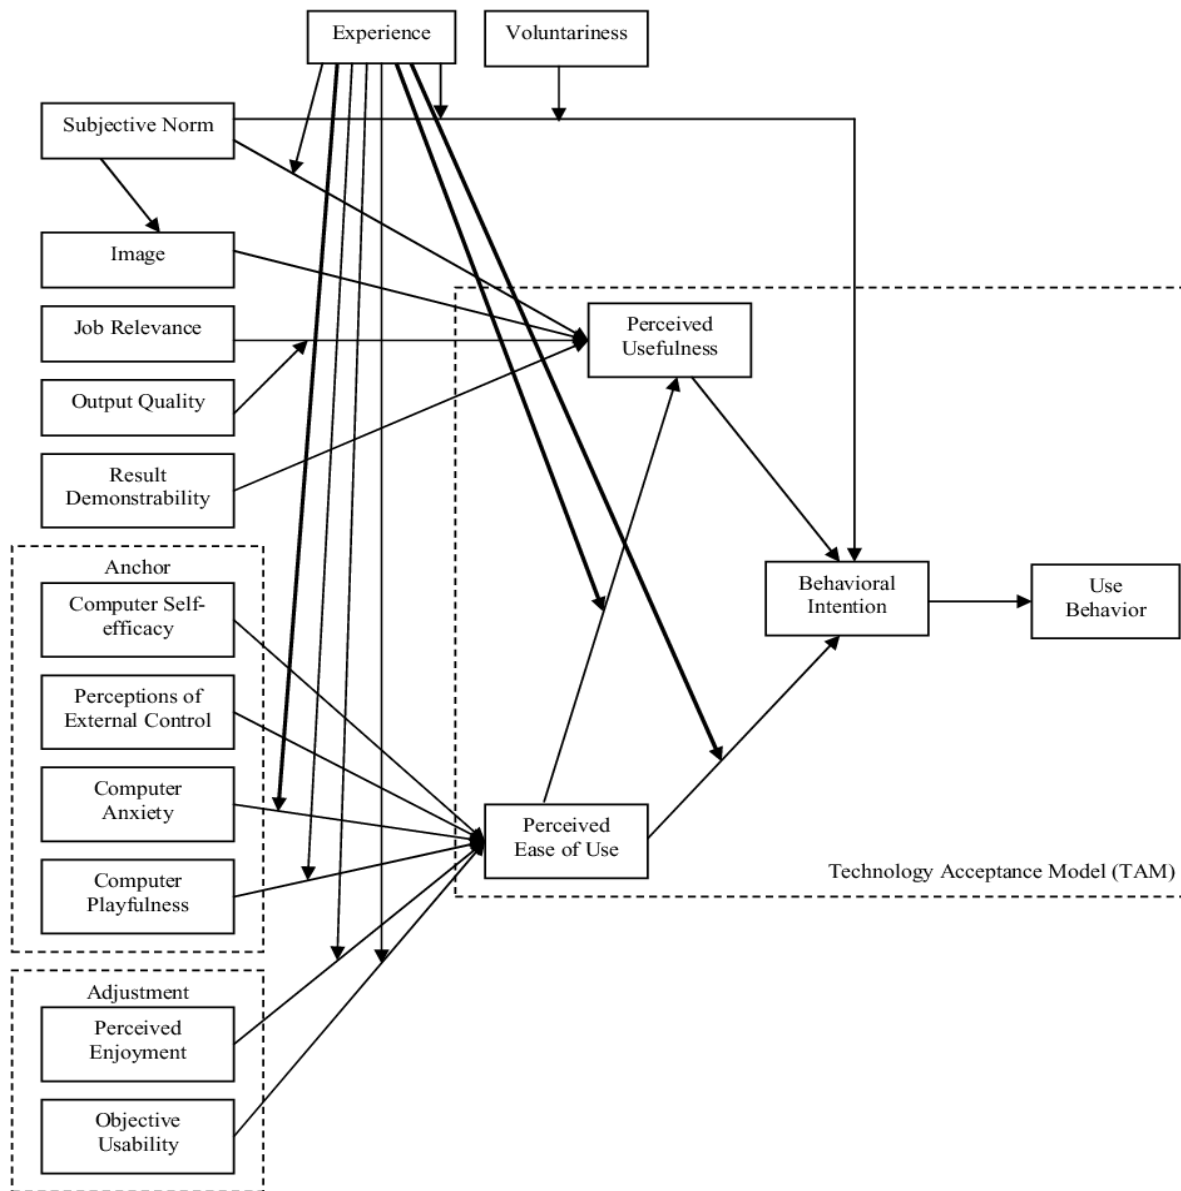 Experience
Voluntariness
Subjective Norm
Image
Job Relevance
Output Quality
Result
Demonstrability
Anchor
Computer Self-
efficacy
Perceptions of
External Control
Computer
Anxiety
Computer
Playfulness
Adjustment
Perceived
Enjoyment
Objective
Usability
Perceived
Usefulness
Perceived
Ease of Use
Behavioral
Intention
Use
Behavior
Technology Acceptance Model (TAM)